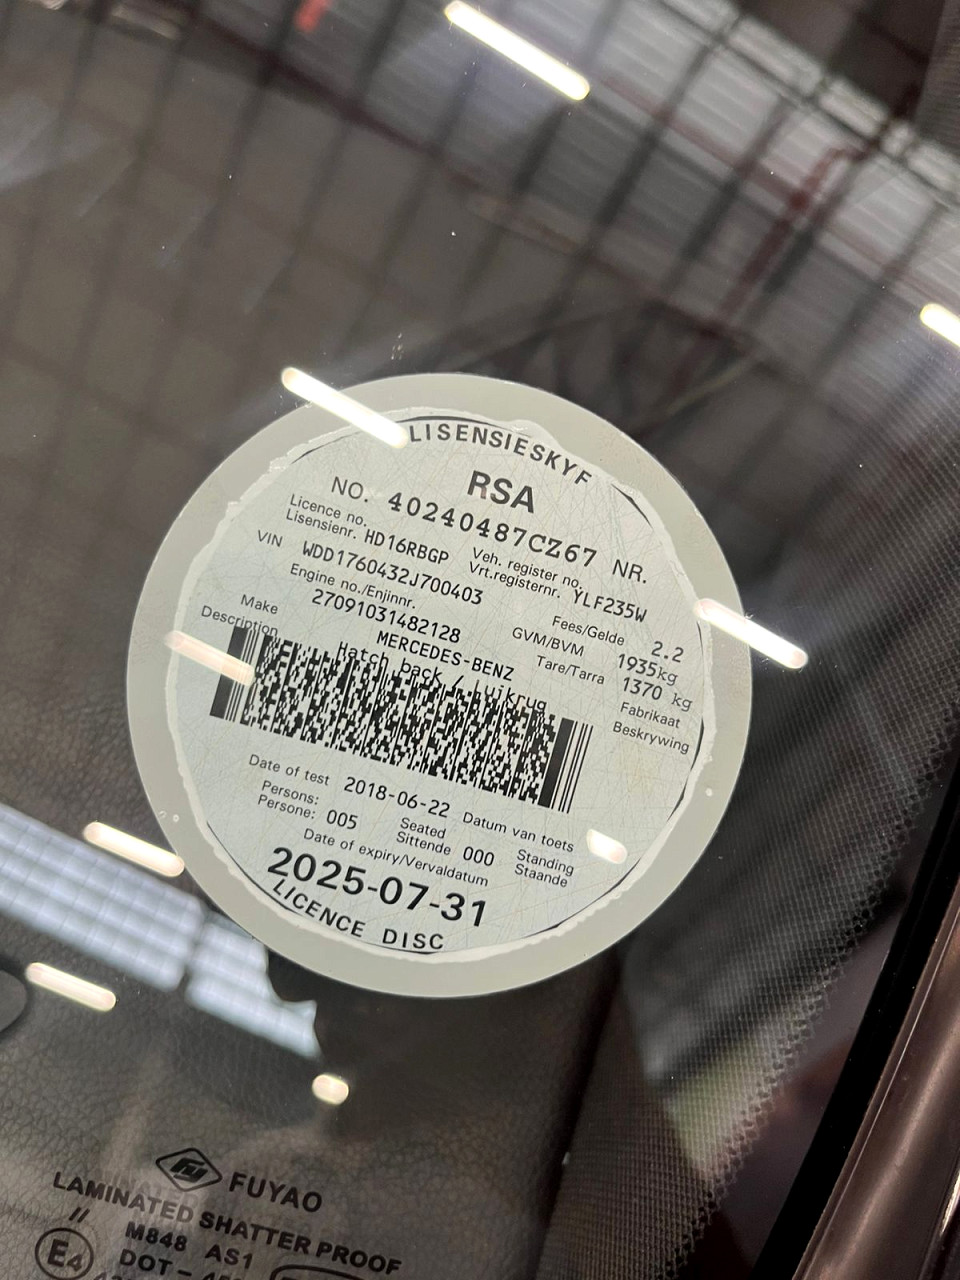 LISENSIESKYF
RSA
NO. 40240487CZ67 NR.
Licence no. Lisensienr. HD16RBGP Veh. register no. Vrt.registernr. YLF235W
VIN WDD1760432J700403 Fees/Gelde 2.2
Engine no./Enjinnr. 27091031482128 GVM/BVM 1935kg
Tare/Tarra 1370 kg
Make MERCEDES-BENZ Fabrikaat
Description Hatch back / Luikrug Beskrywing
Date of test 2018-06-22 Datum van toets
Persons: Persone: 005 Seated Sittende 000 Standing Staande
Date of expiry/Vervaldatum
2025-07-31
LICENCE DISC
FUYAO
LAMINATED SHATTER PROOF
//
M848 AS1
E4 DOT –